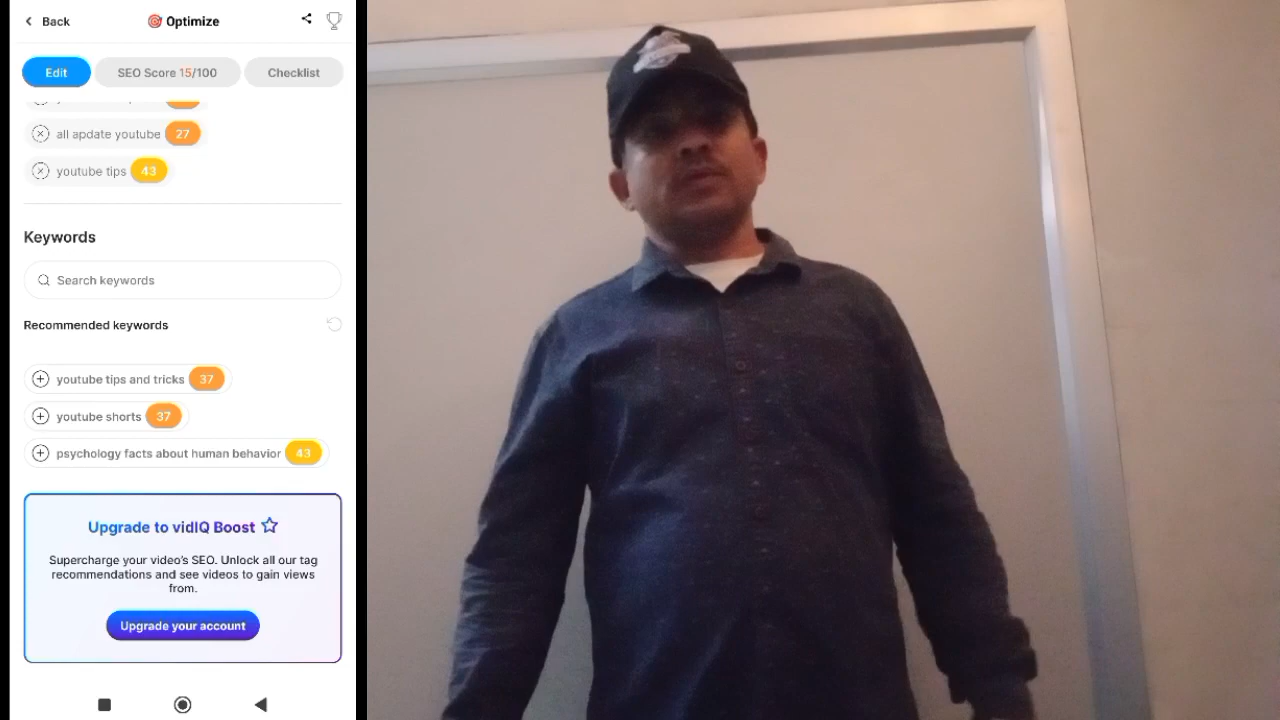 Back
Optimize
Edit
SEO Score 15/100
Checklist
all apdate youtube 27
youtube tips 43
Keywords
Search keywords
Recommended keywords
youtube tips and tricks 37
youtube shorts 37
psychology facts about human behavior 43
Upgrade to vidIQ Boost
Supercharge your video's SEO. Unlock all our tag
recommendations and see videos to gain views
from.
Upgrade your account